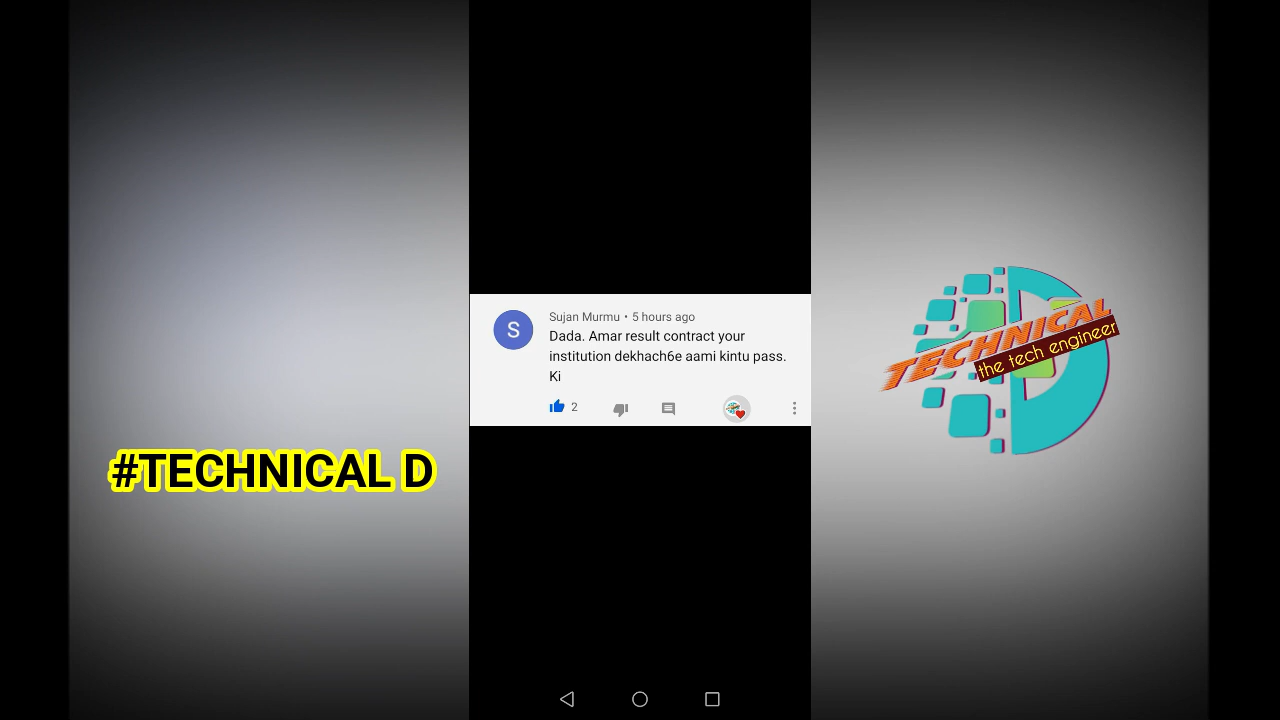 Sujan Murmu • 5 hours ago
S
Dada. Amar result contract your
institution dekhach6e aami kintu pass.
Ki
2
#TECHNICAL D
TECHNICAL
the tech engineer